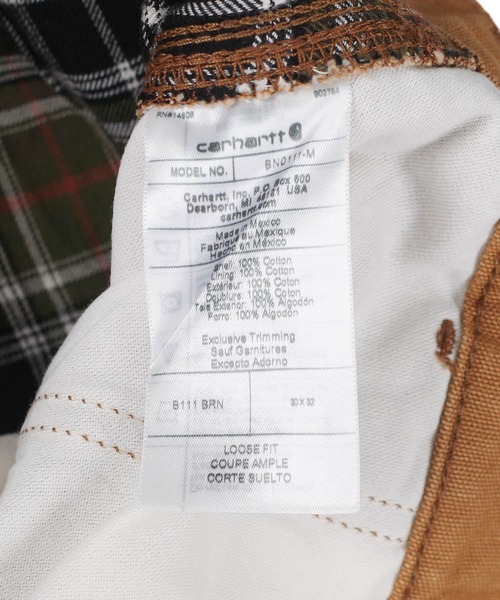 RN#14806 902784
carhartt
MODEL NO. BN0111-M
Carhartt, Inc. P.O. Box 600
Dearborn, MI 48121 USA
carhartt.com
Made in Mexico
Fabriqué au Mexique
Hecho en México
Shell: 100% Cotton
Lining: 100% Cotton
Extérieur: 100% Coton
Doublure: 100% Coton
Tela Exterior: 100% Algodón
Forro: 100% Algodón
Exclusive Trimming
Sauf Garnitures
Excepto Adorno
B111 BRN 30X32
LOOSE FIT
COUPE AMPLE
CORTE SUELTO